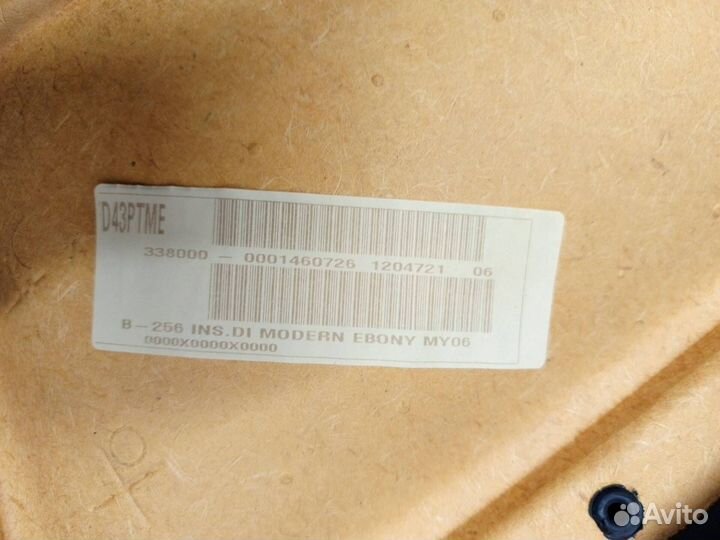 D43PTME
338000 - 0001460726 1204721 06
B-256 INS.DI MODERN EBONY MY06
0000X0000X0000
Avito